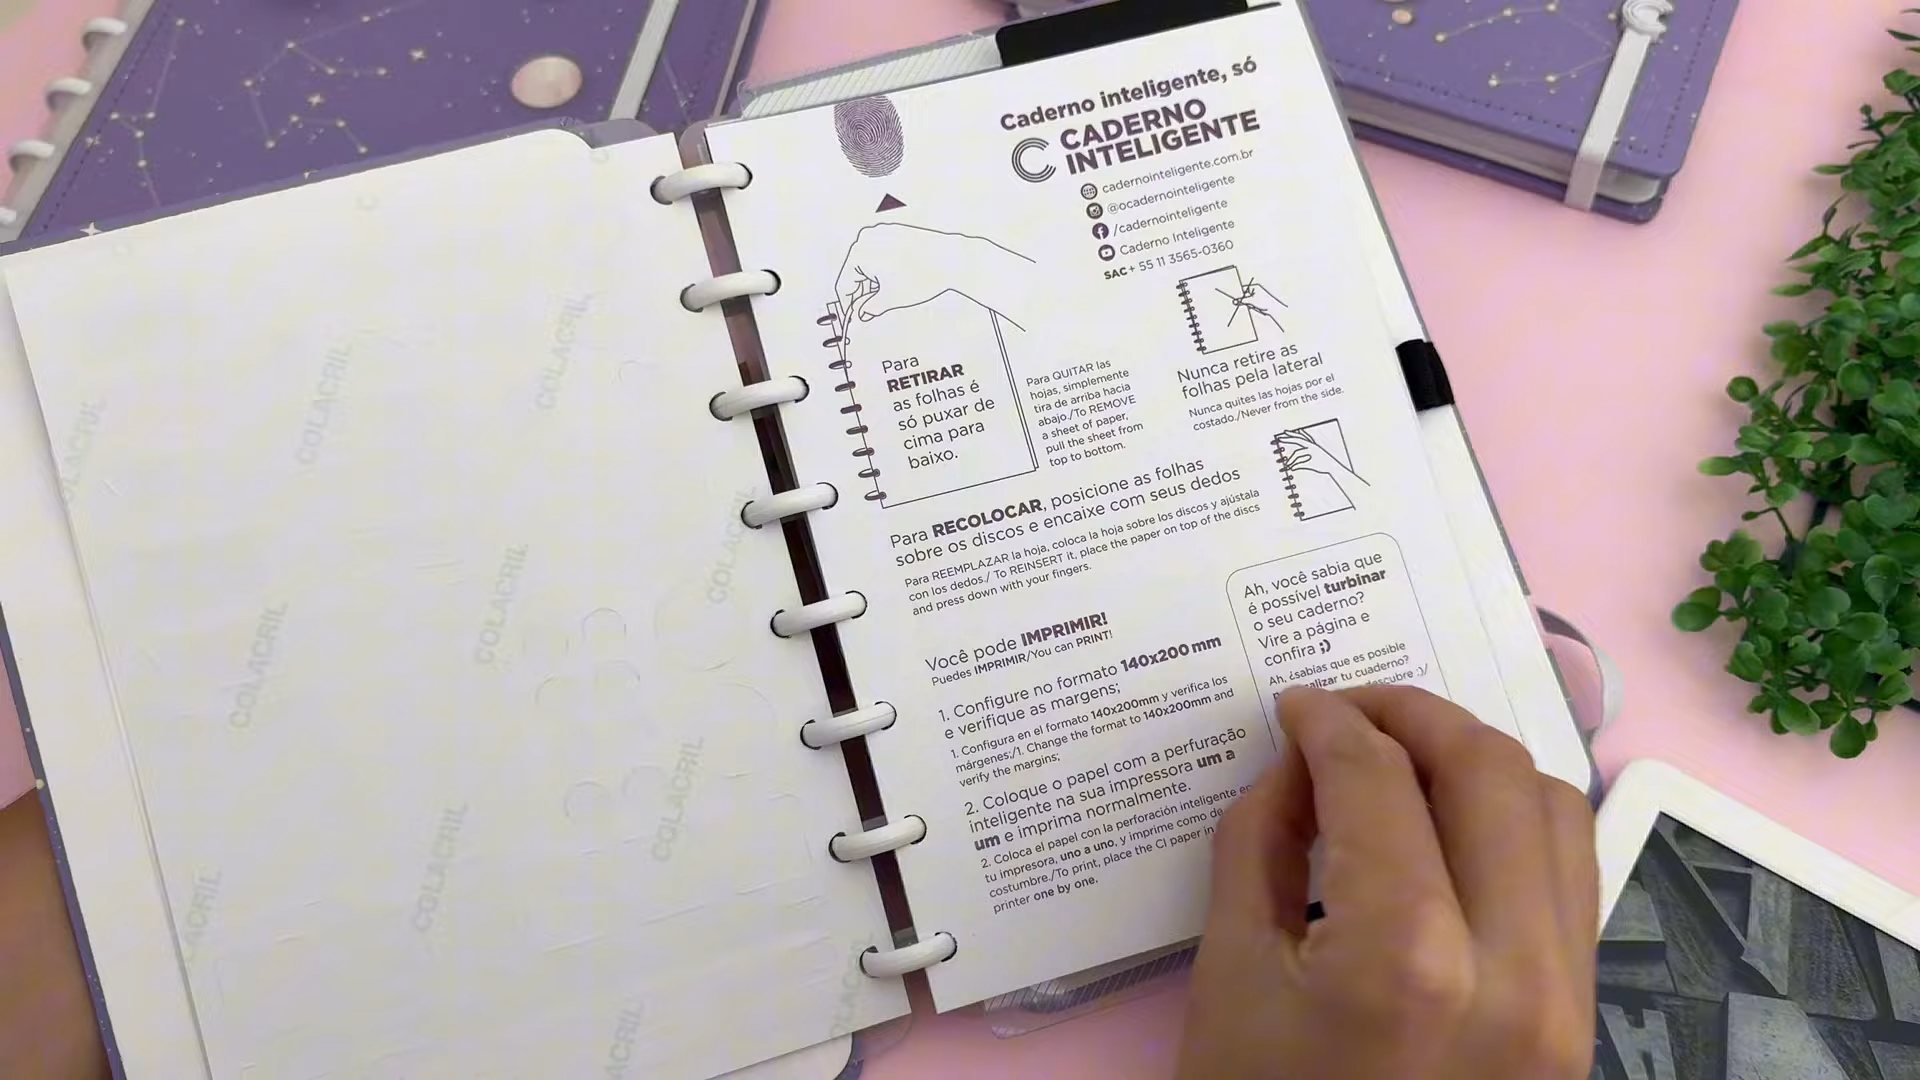 Caderno inteligente, só
CADERNO
INTELIGENTE
cadernointeligente.com.br
@ocadernointeligente
/cadernointeligente
Caderno Inteligente
SAC + 55 11 3565-0360
Para
RETIRAR
as folhas é
só puxar de
cima para
baixo.
Para QUITAR las
hojas, simplemente
tira de arriba hacia
abajo./To REMOVE
a sheet of paper,
pull the sheet from
top to bottom.
Nunca retire as
folhas pela lateral
Nunca quites las hojas por el
costado./Never from the side.
Para RECOLOCAR, posicione as folhas
sobre os discos e encaixe com seus dedos
Para REEMPLAZAR la hoja, coloca la hoja sobre los discos y ajústala
con los dedos./ To REINSERT it, place the paper on top of the discs
and press down with your fingers.
Você pode IMPRIMIR!
Puedes IMPRIMIR/You can PRINT!
1. Configure no formato 140x200 mm
e verifique as margens;
1. Configura en el formato 140x200mm y verifica los
márgenes;/1. Change the format to 140x200mm and
verify the margins;
2. Coloque o papel com a perfuração
inteligente na sua impressora um a
um e imprima normalmente.
2. Coloca el papel con la perforación inteligente en
tu impresora, uno a uno, y imprime como de
costumbre./To print, place the CI paper in
printer one by one.
Ah, você sabia que
é possível turbinar
o seu caderno?
Vire a página e
confira ;)
Ah, ¿sabías que es posible
tu cuaderno?
descubre :)/
COLACRIL
COLACRIL
COLACRIL
COLACRIL
COLACRIL
COLACRIL
COLACRIL
COLACRIL
COLACRIL
COLACRIL